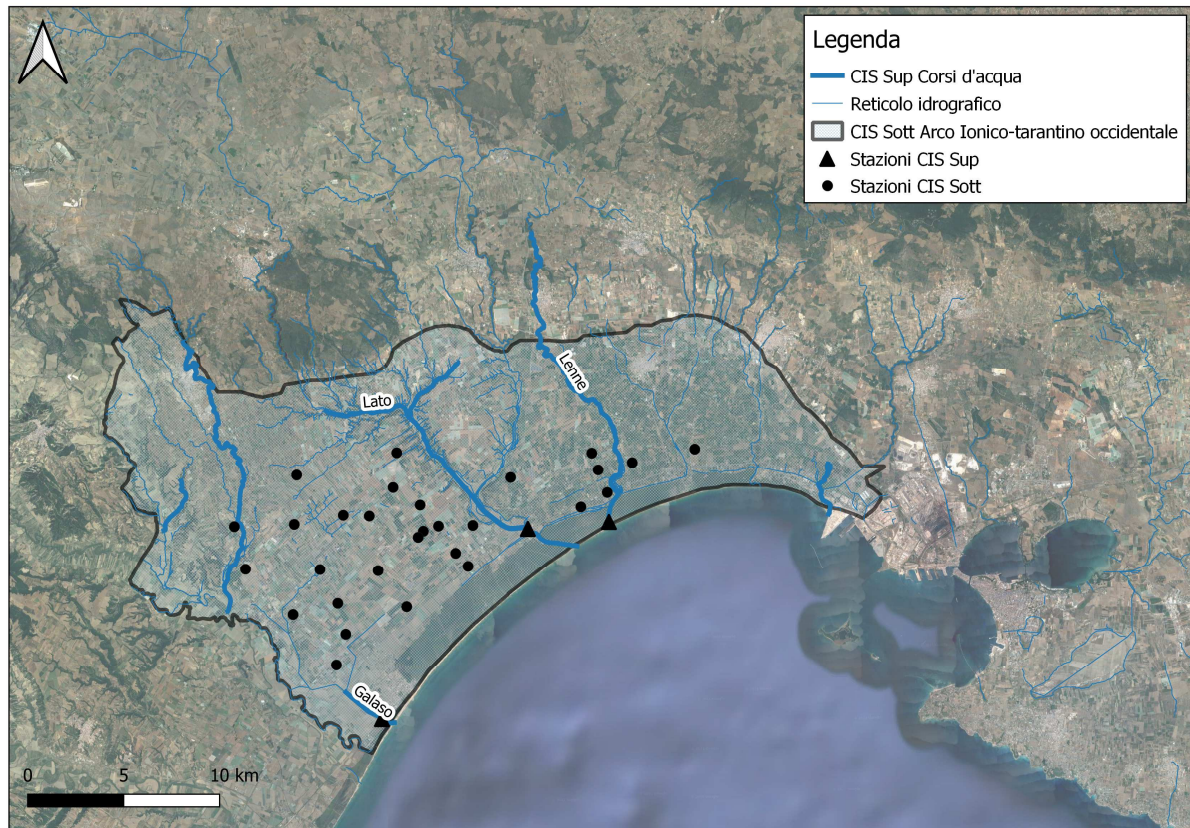 Legenda
CIS Sup Corsi d'acqua
Reticolo idrografico
CIS Sott Arco Ionico-tarantino occidentale
Stazioni CIS Sup
Stazioni CIS Sott
Lenne
Lato
Galaso
0 5 10 km